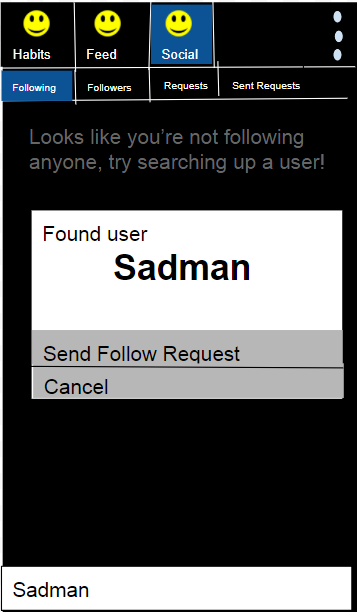 Habits Feed Social
Following Followers Requests Sent Requests
Looks like you're not following
anyone, try searching up a user!
Found user
Sadman
Send Follow Request
Cancel
Sadman